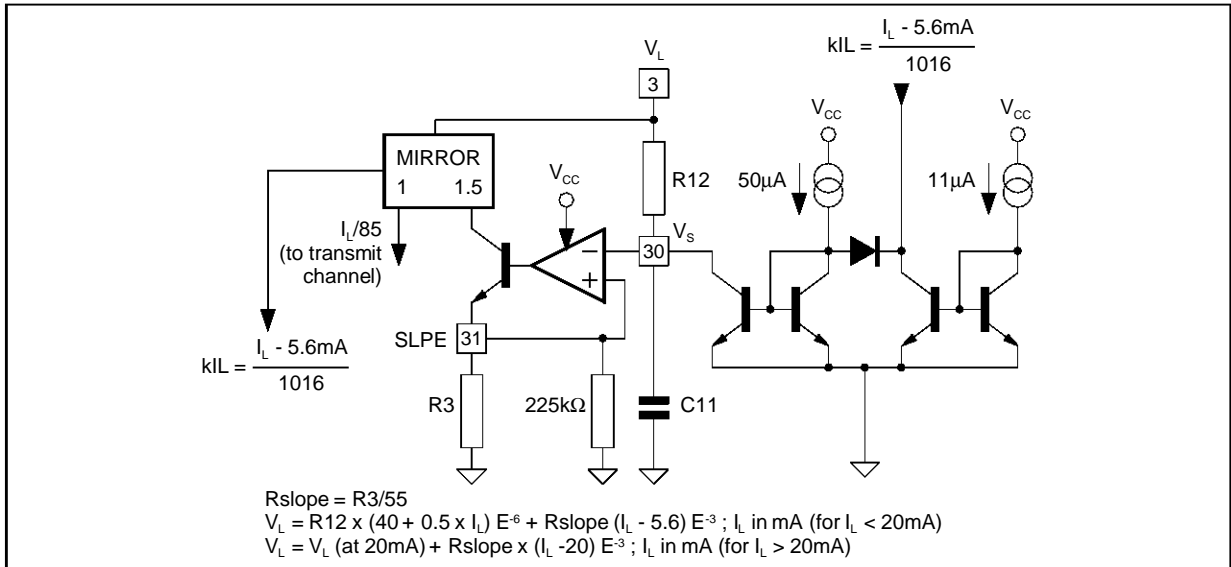 kIL = I_L - 5.6mA
1016
V_L
3
V_CC
V_CC
MIRROR
1 1.5
V_CC
R12
50µA
11µA
I_L/85
(to transmit
channel)
−
+
V_S
30
SLPE
31
kIL = I_L - 5.6mA
1016
R3
225kΩ
C11
Rslope = R3/55
V_L = R12 x (40 + 0.5 x I_L) E^-6 + Rslope (I_L - 5.6) E^-3 ; I_L in mA (for I_L < 20mA)
V_L = V_L (at 20mA) + Rslope x (I_L -20) E^-3 ; I_L in mA (for I_L > 20mA)